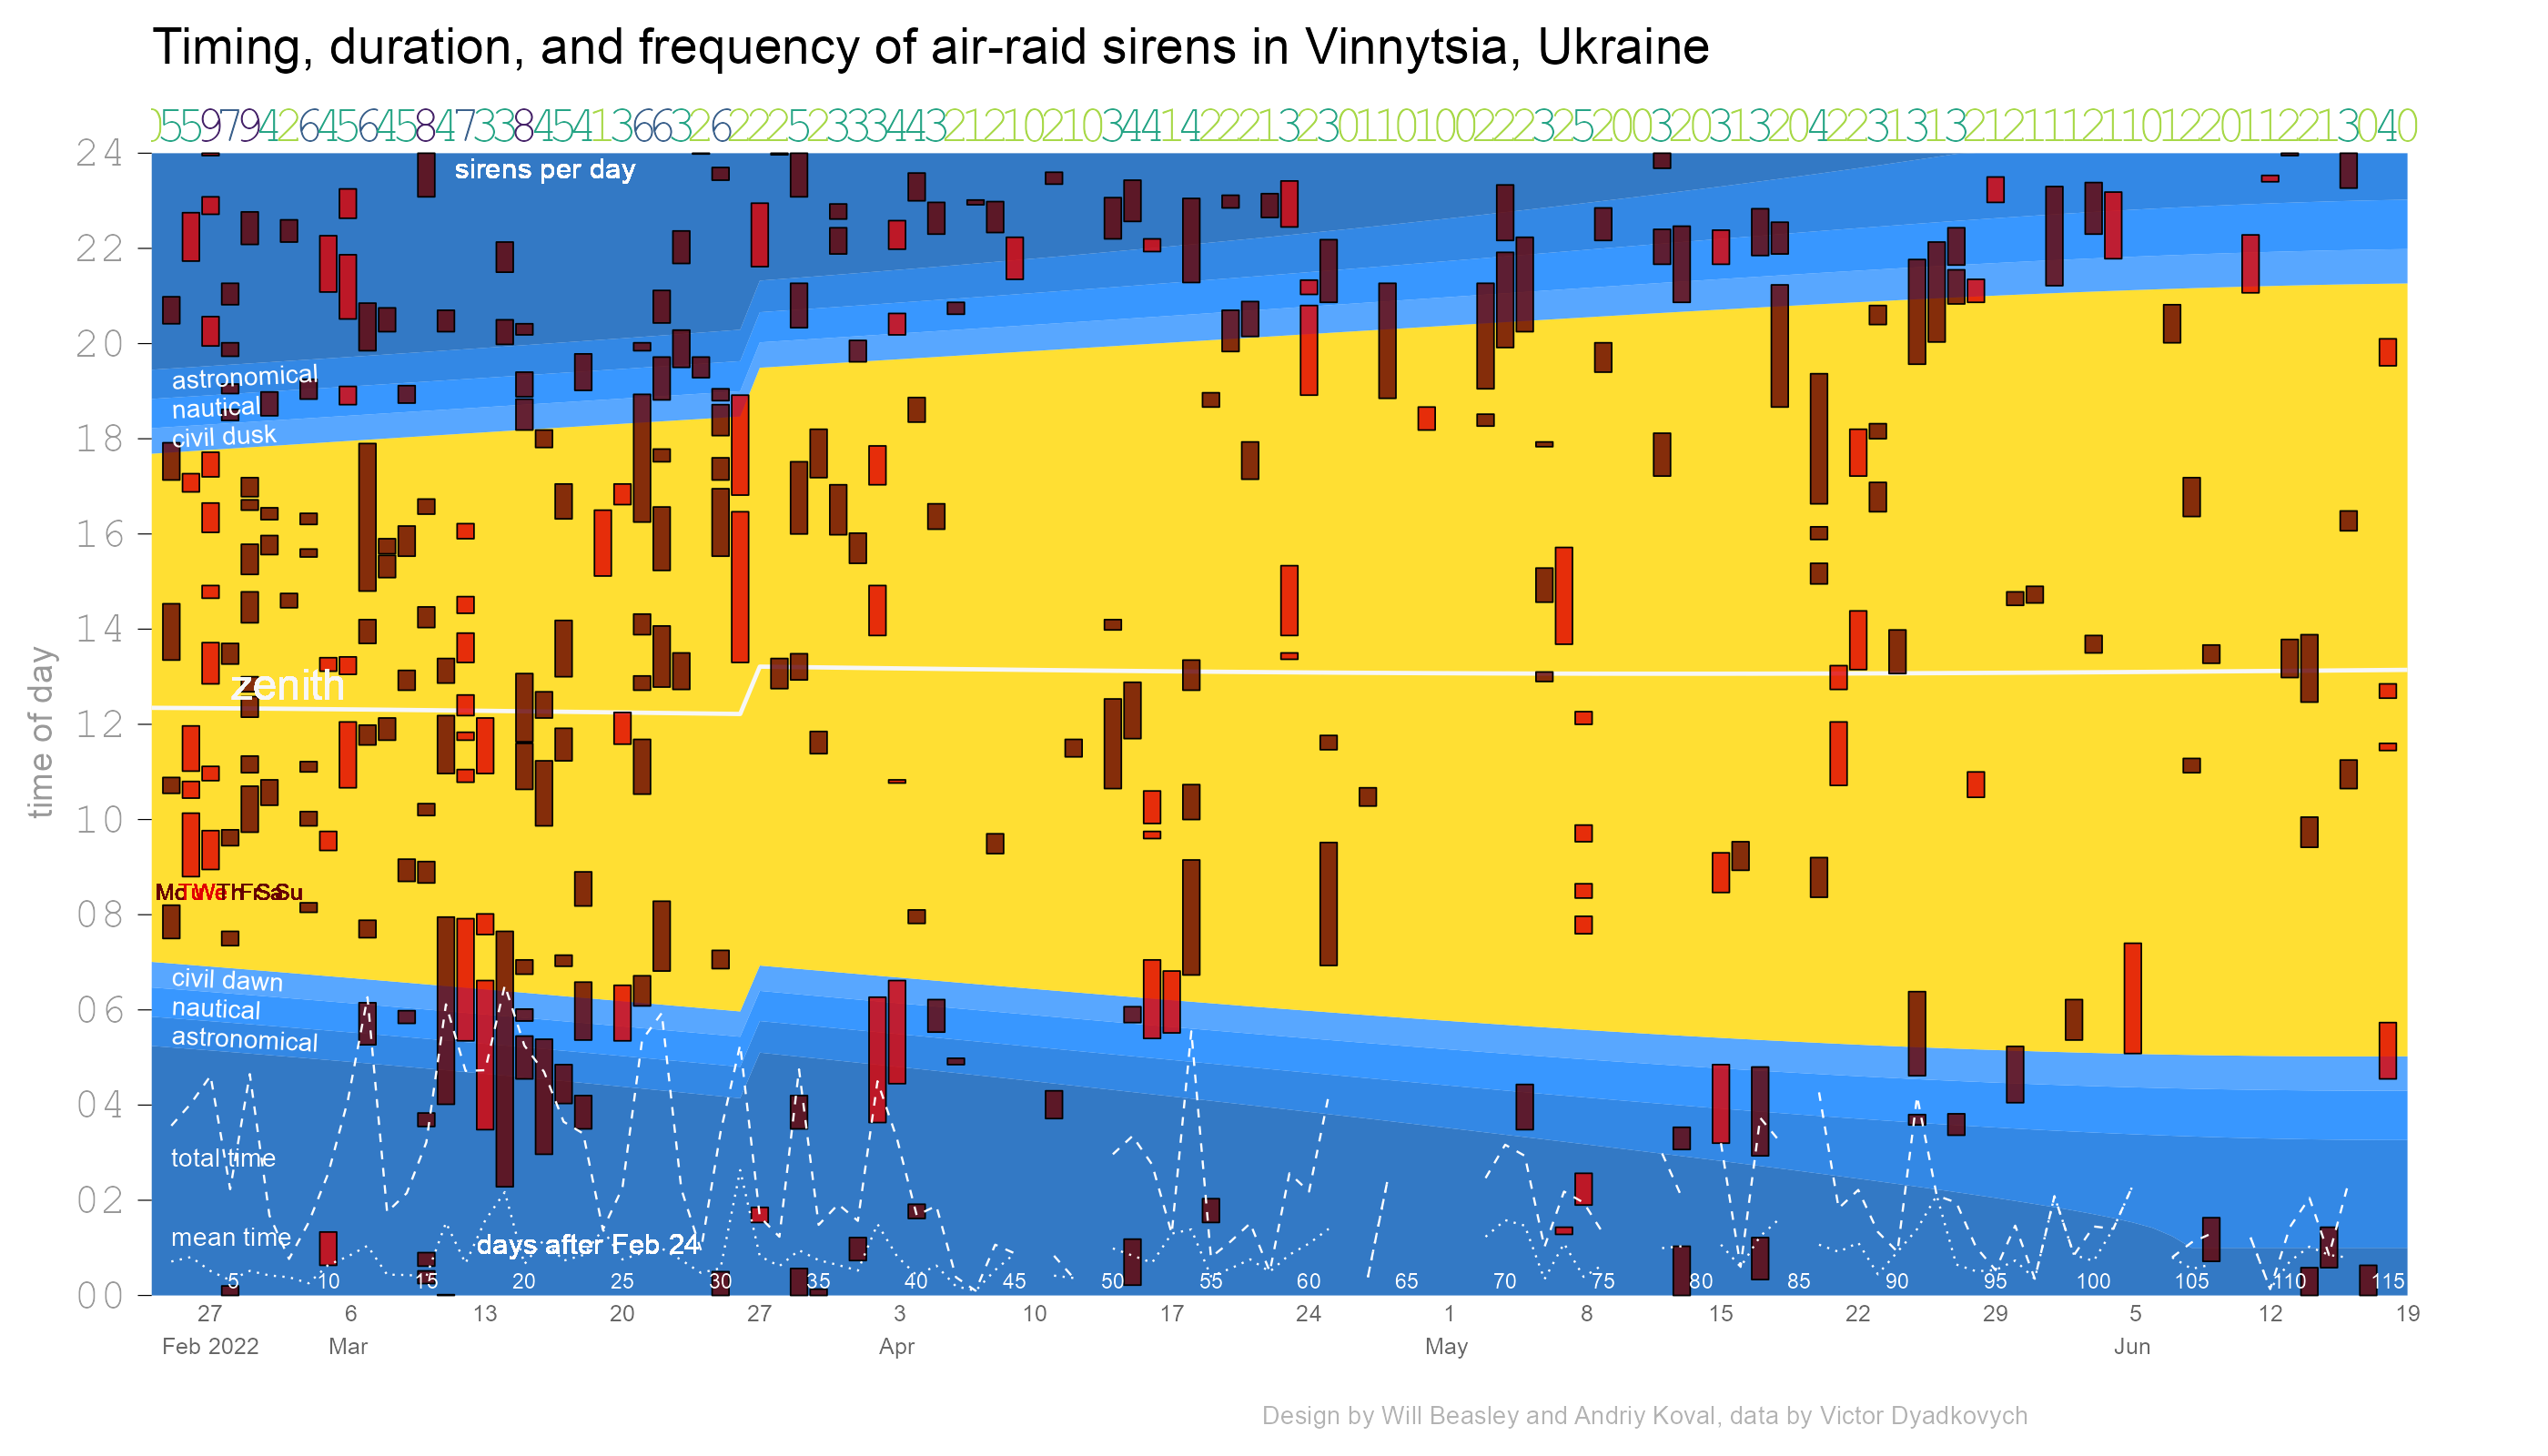 Timing, duration, and frequency of air-raid sirens in Vinnytsia, Ukraine
05597942645645847338454136632622252333443212102103441422213230110100222325200320313204223131321211121101220112213040
24
sirens per day
22
20
astronomical
nautical
civil dusk
18
16
14
zenith
12
10
MoTuWeThFrSaSu
08
civil dawn
nautical
06
astronomical
04
total time
02
mean time
days after Feb 24
5 10 15 20 25 30 35 40 45 50 55 60 65 70 75 80 85 90 95 100 105 110 115
00
time of day
27 6 13 20 27 3 10 17 24 1 8 15 22 29 5 12 19
Feb 2022 Mar Apr May Jun
Design by Will Beasley and Andriy Koval, data by Victor Dyadkovych